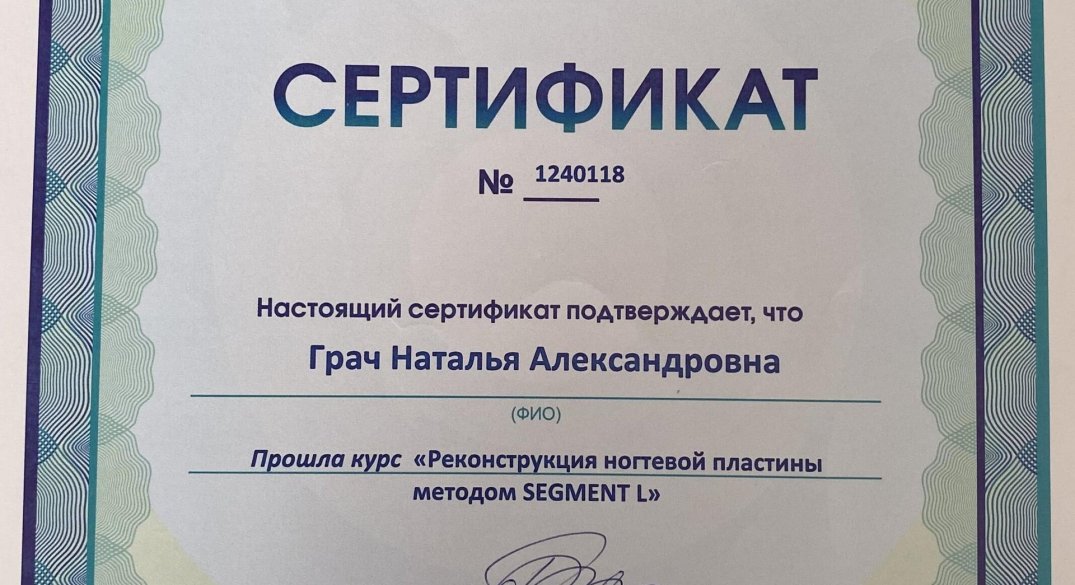 СЕРТИФИКАТ
№ 1240118
Настоящий сертификат подтверждает, что
Грач Наталья Александровна
(ФИО)
Прошла курс «Реконструкция ногтевой пластины
методом SEGMENT L»